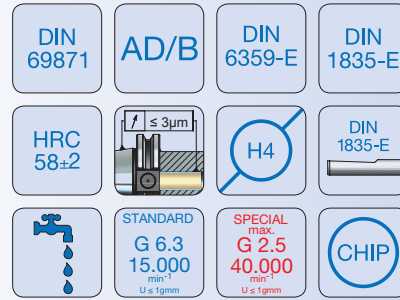 DIN
69871
AD/B
DIN
6359-E
DIN
1835-E
HRC
58±2
↗ ≤ 3µm
H4
DIN
1835-E
STANDARD
G 6.3
15.000
min⁻¹
U ≤ 1gmm
SPECIAL
max.
G 2.5
40.000
min⁻¹
U ≤ 1gmm
CHIP